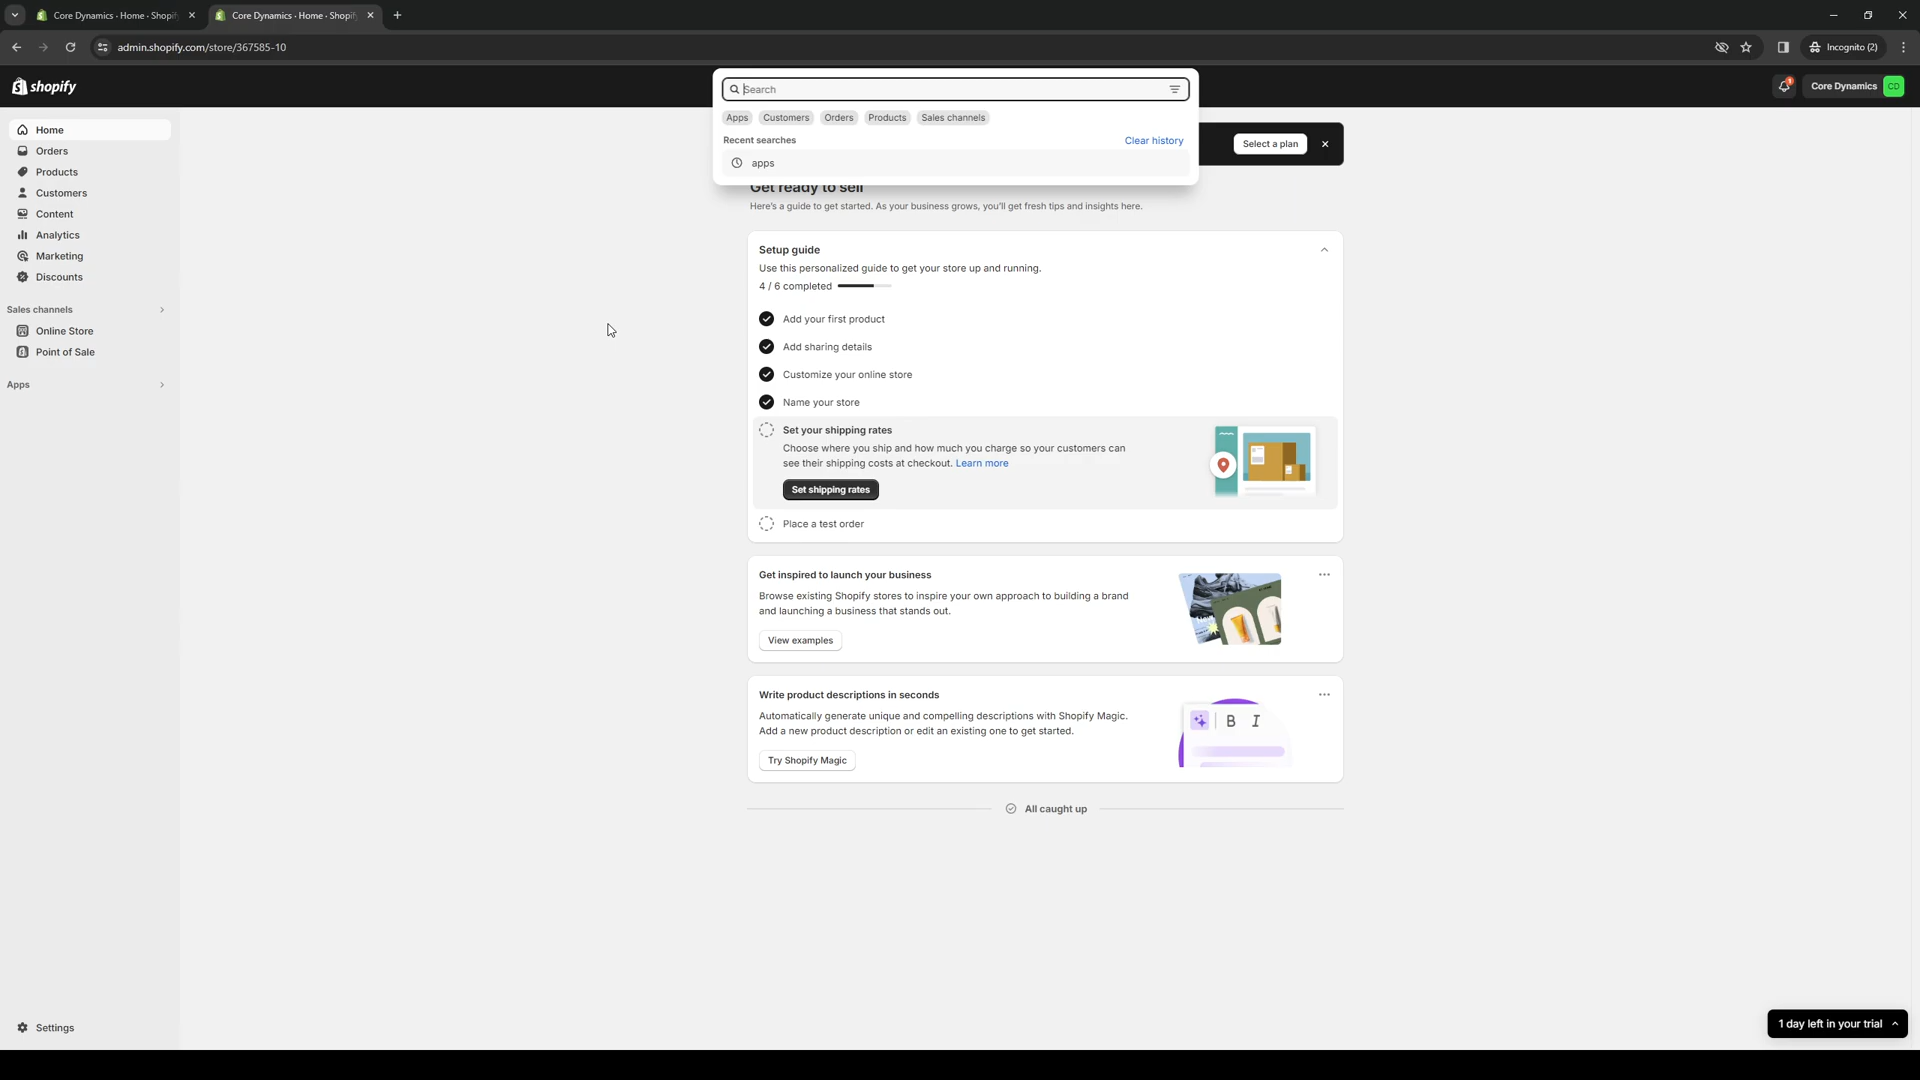 Core Dynamics · Home · Shopif
Core Dynamics · Home · Shopif
admin.shopify.com/store/367585-10
Incognito (2)
shopify
Search
1
Core Dynamics CD
Apps Customers Orders Products Sales channels
Recent searches Clear history
apps
Select a plan
Home
Orders
Products
Customers
Content
Analytics
Marketing
Discounts
Sales channels
Online Store
Point of Sale
Apps
Settings
Get ready to sell
Here's a guide to get started. As your business grows, you'll get fresh tips and insights here.
Setup guide
Use this personalized guide to get your store up and running.
4 / 6 completed
Add your first product
Add sharing details
Customize your online store
Name your store
Set your shipping rates
Choose where you ship and how much you charge so your customers can
see their shipping costs at checkout. Learn more
Set shipping rates
Place a test order
Get inspired to launch your business
Browse existing Shopify stores to inspire your own approach to building a brand
and launching a business that stands out.
View examples
Write product descriptions in seconds
Automatically generate unique and compelling descriptions with Shopify Magic.
Add a new product description or edit an existing one to get started.
B I
Try Shopify Magic
All caught up
1 day left in your trial